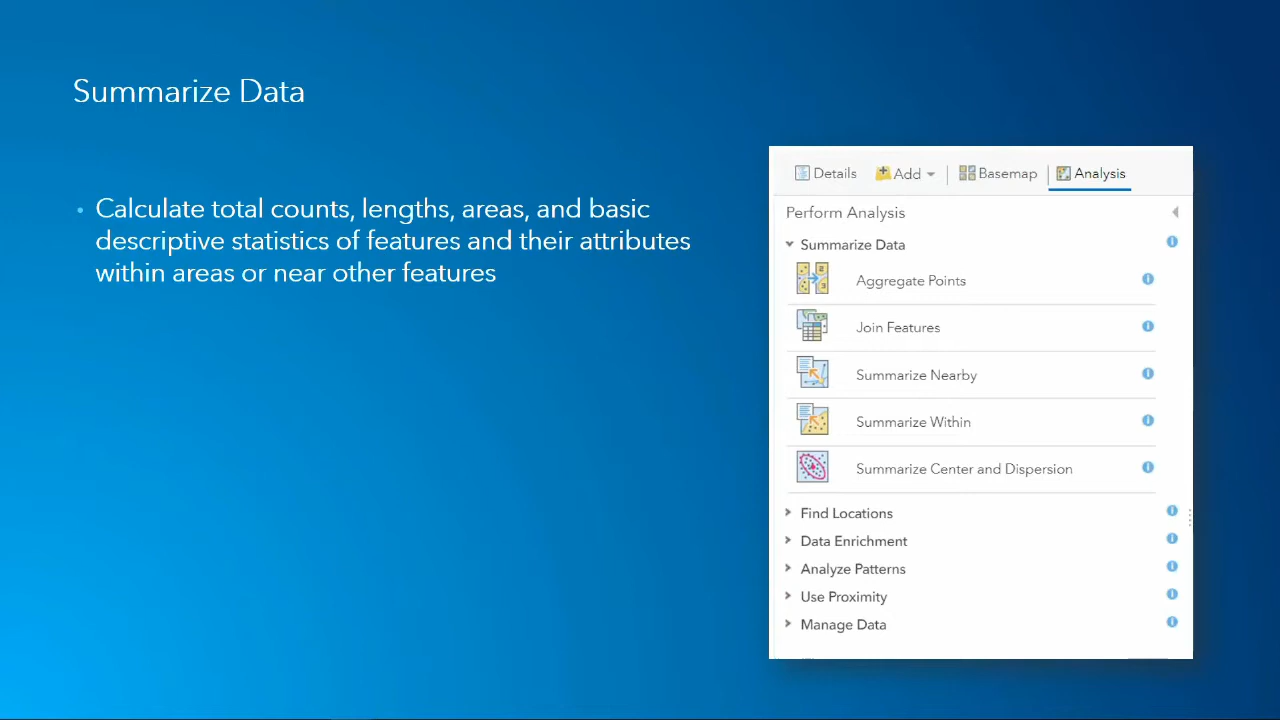 Summarize Data
• Calculate total counts, lengths, areas, and basic
descriptive statistics of features and their attributes
within areas or near other features
Details Add Basemap Analysis
Perform Analysis
Summarize Data
Aggregate Points
Join Features
Summarize Nearby
Summarize Within
Summarize Center and Dispersion
Find Locations
Data Enrichment
Analyze Patterns
Use Proximity
Manage Data